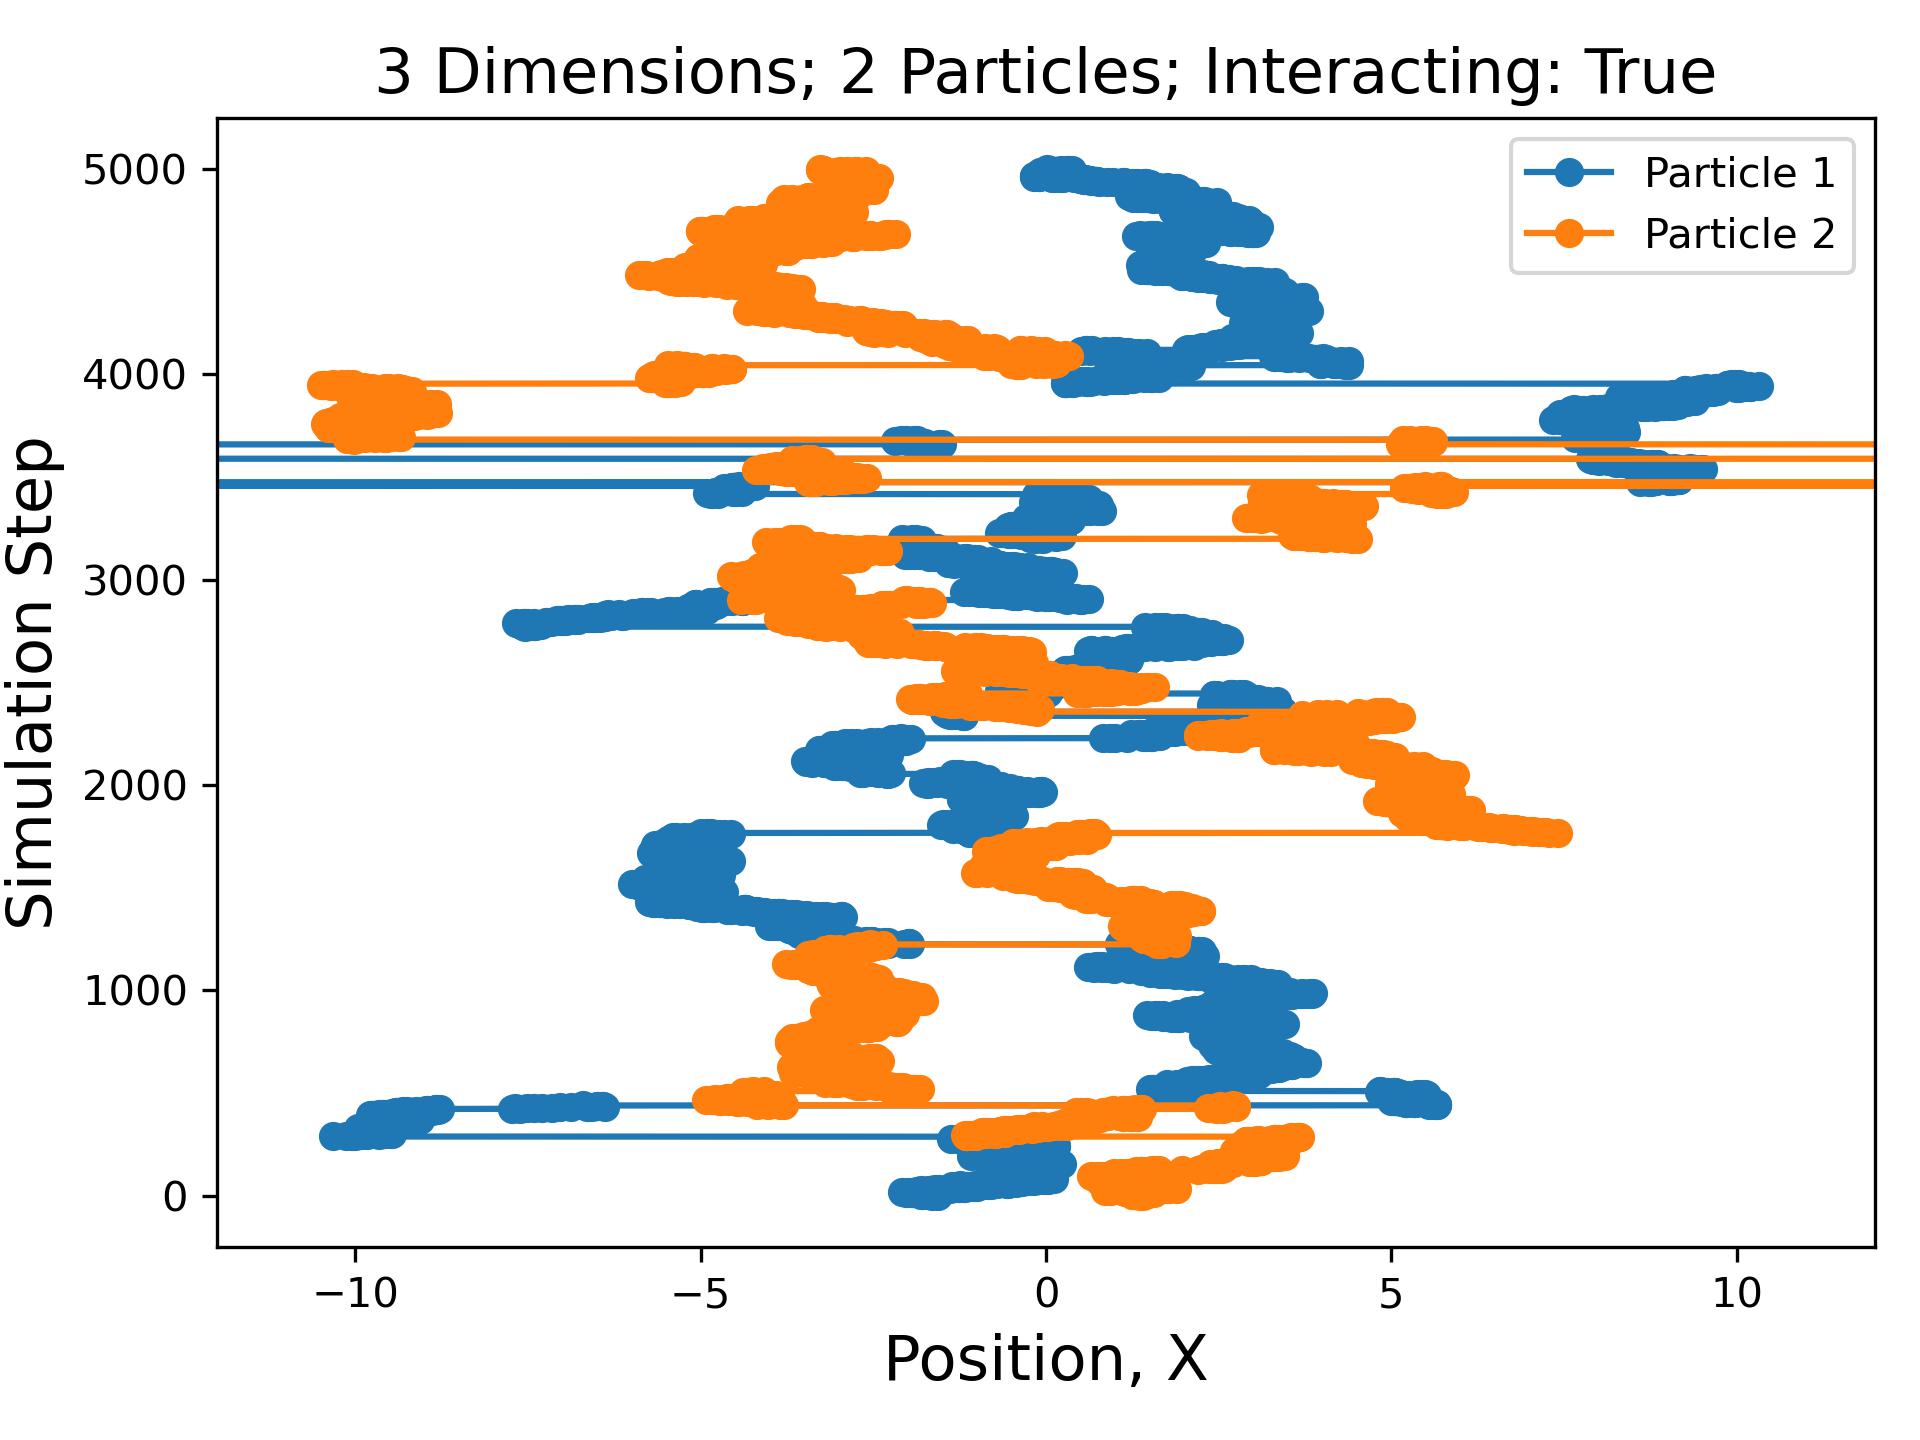 3 Dimensions; 2 Particles; Interacting: True
Particle 1
Particle 2
5000
4000
3000
2000
1000
0
Simulation Step
−10
−5
0
5
10
Position, X